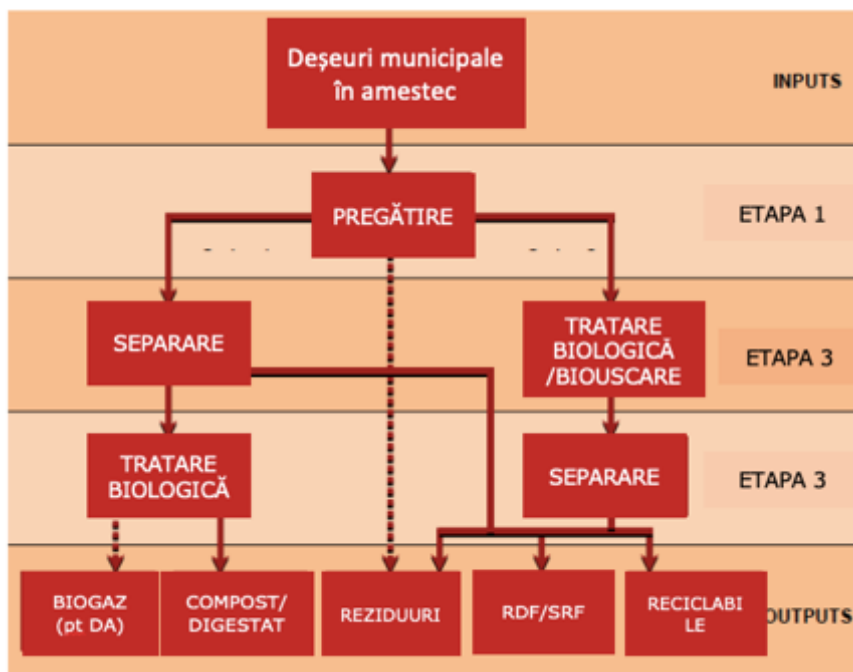 Deșeuri municipale
în amestec
INPUTS
PREGĂTIRE
ETAPA 1
SEPARARE
TRATARE
BIOLOGICĂ
/BIOUSCARE
ETAPA 3
TRATARE
BIOLOGICĂ
SEPARARE
ETAPA 3
BIOGAZ
(pt DA)
COMPOST/
DIGESTAT
REZIDUURI
RDF/SRF
RECICLABI
LE
OUTPUTS